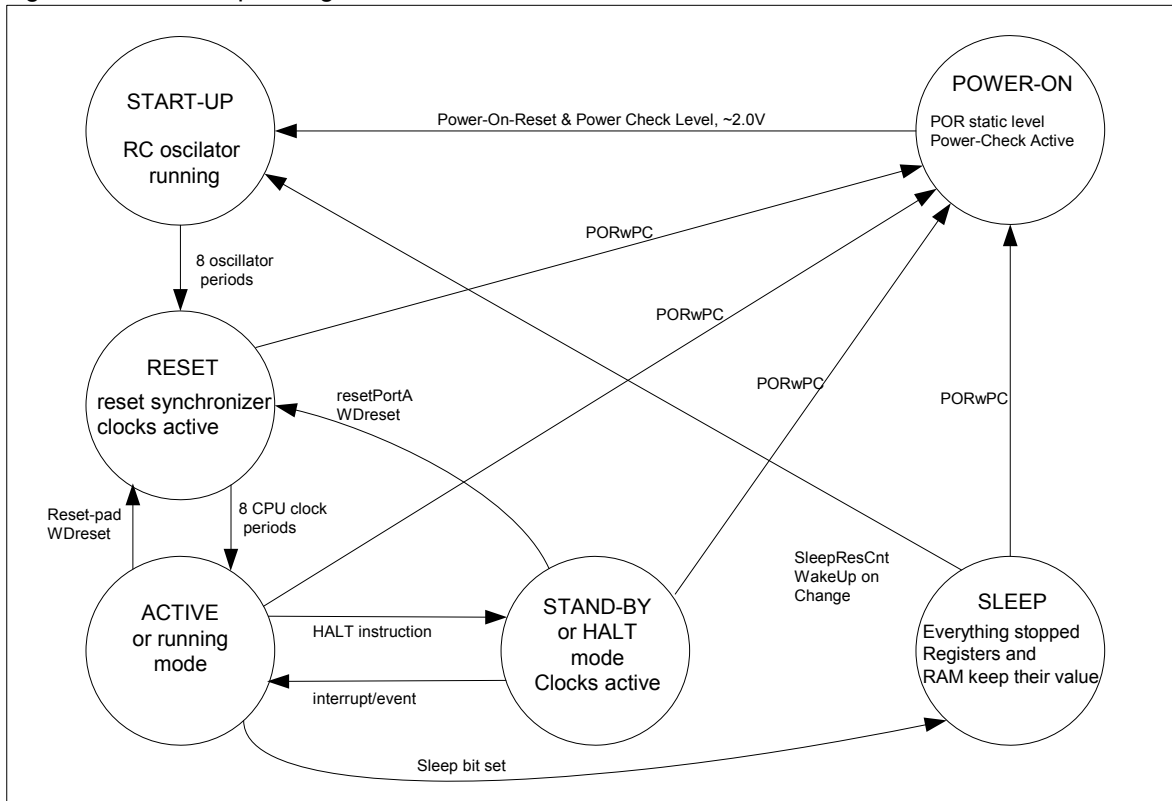 START-UP
RC oscilator
running
Power-On-Reset & Power Check Level, ~2.0V
POWER-ON
POR static level
Power-Check Active
8 oscillator
periods
PORwPC
PORwPC
PORwPC
PORwPC
RESET
reset synchronizer
clocks active
resetPortA
WDreset
Reset-pad
WDreset
8 CPU clock
periods
SleepResCnt
WakeUp on
Change
ACTIVE
or running
mode
HALT instruction
interrupt/event
STAND-BY
or HALT
mode
Clocks active
SLEEP
Everything stopped
Registers and
RAM keep their value
Sleep bit set